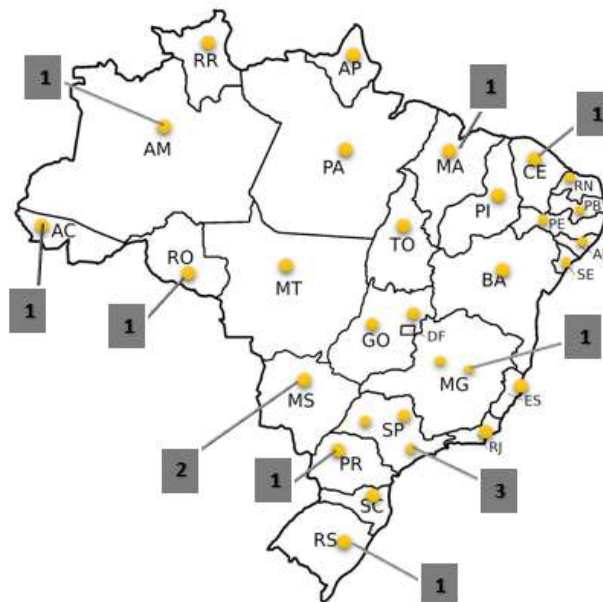 RR
AP
1
1
1
AM
PA
MA
CE
RN
PI
PB
PE
AC
TO
RO
BA
SE
MT
1
1
DF
1
GO
MG
MS
ES
SP
RJ
2
1
PR
3
SC
RS
1